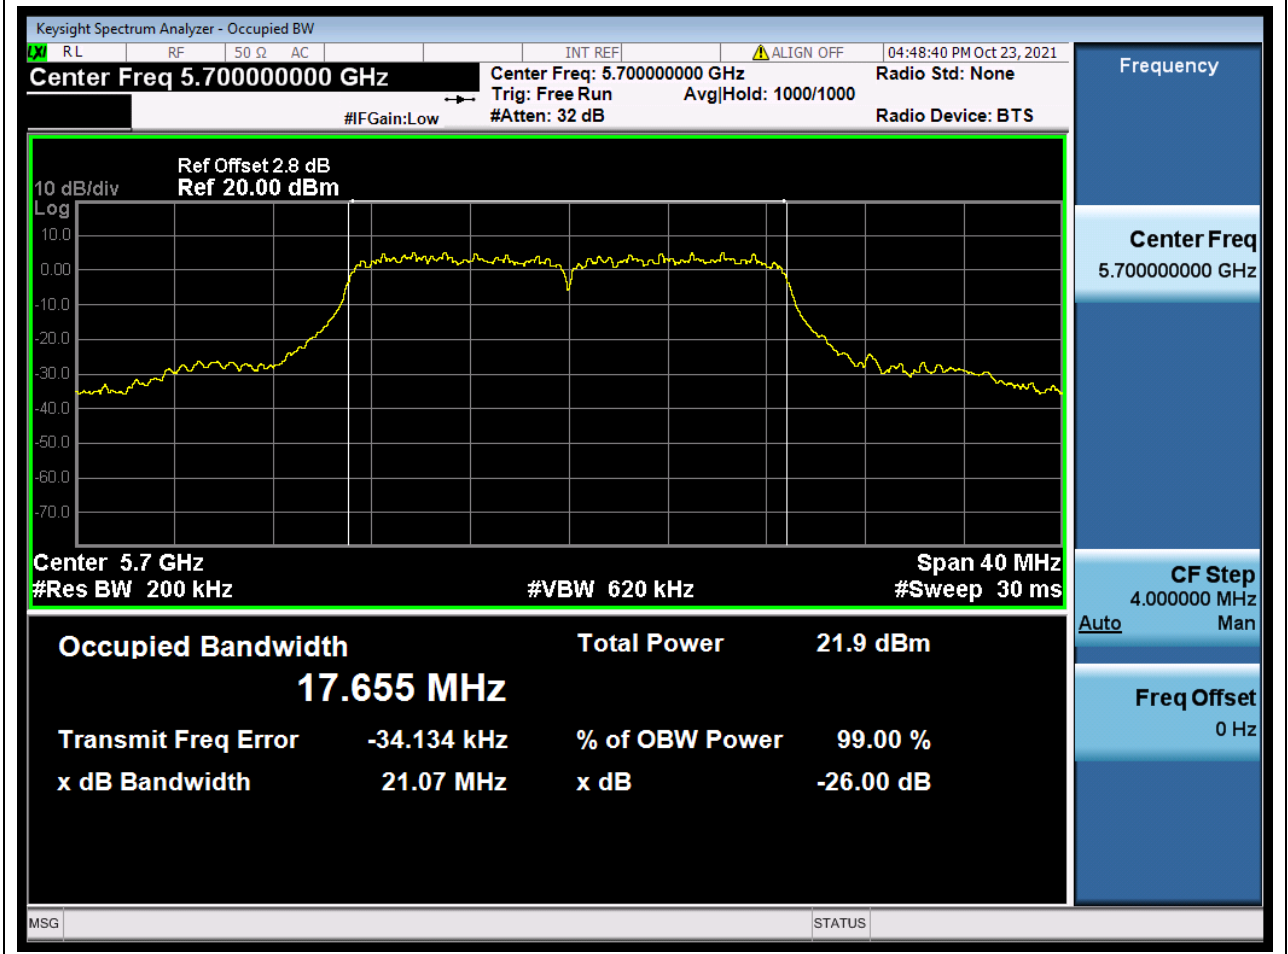 Keysight Spectrum Analyzer - Occupied BW
LXI RL RF 50 Ω AC INT REF ALIGN OFF 04:48:40 PM Oct 23, 2021
Center Freq 5.700000000 GHz
Center Freq: 5.700000000 GHz Radio Std: None
Trig: Free Run Avg|Hold: 1000/1000
#IFGain:Low #Atten: 32 dB Radio Device: BTS
Frequency
Ref Offset 2.8 dB
10 dB/div Ref 20.00 dBm
Log
10.0
0.00
-10.0
-20.0
-30.0
-40.0
-50.0
-60.0
-70.0
Center 5.7 GHz Span 40 MHz
#Res BW 200 kHz #VBW 620 kHz #Sweep 30 ms
Center Freq
5.700000000 GHz
CF Step
4.000000 MHz
Auto Man
Freq Offset
0 Hz
Occupied Bandwidth Total Power 21.9 dBm
17.655 MHz
Transmit Freq Error -34.134 kHz % of OBW Power 99.00 %
x dB Bandwidth 21.07 MHz x dB -26.00 dB
MSG STATUS